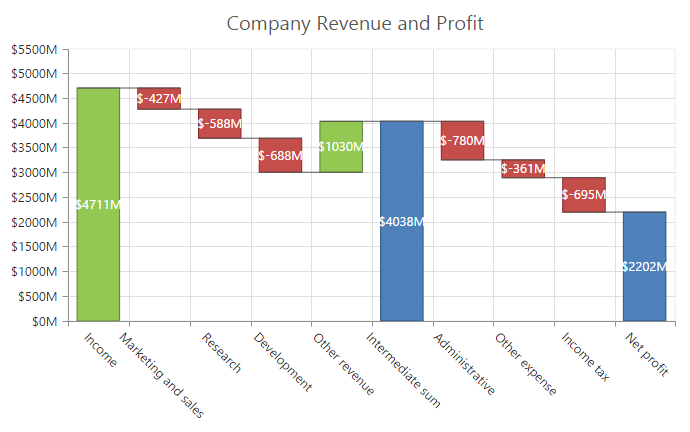 Company Revenue and Profit
$5500M
$5000M
$4500M
$4000M
$3500M
$3000M
$2500M
$2000M
$1500M
$1000M
$500M
$0M
$4711M
$-427M
$-588M
$-688M
$1030M
$4038M
$-780M
$-361M
$-695M
$2202M
Income
Marketing and sales
Research
Development
Other revenue
Intermediate sum
Administrative
Other expense
Income tax
Net profit